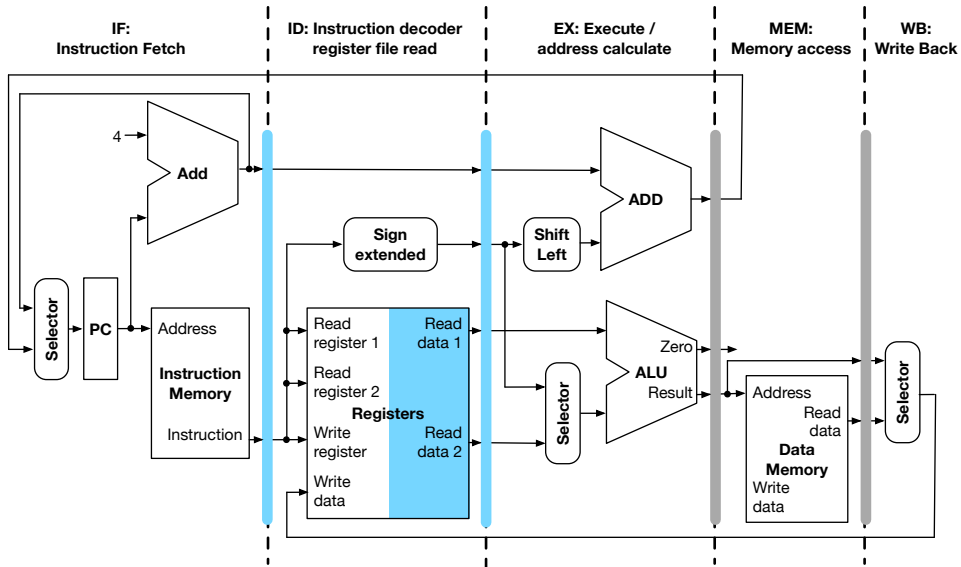 IF:
Instruction Fetch
ID: Instruction decoder
register file read
EX: Execute /
address calculate
MEM:
Memory access
WB:
Write Back
4
Add
ADD
Sign
extended
Shift
Left
Selector
PC
Address
Instruction
Memory
Instruction
Read
register 1
Read
register 2
Registers
Write
register
Write
data
Read
data 1
Read
data 2
Selector
Zero
ALU
Result
Address
Read
data
Data
Memory
Write
data
Selector